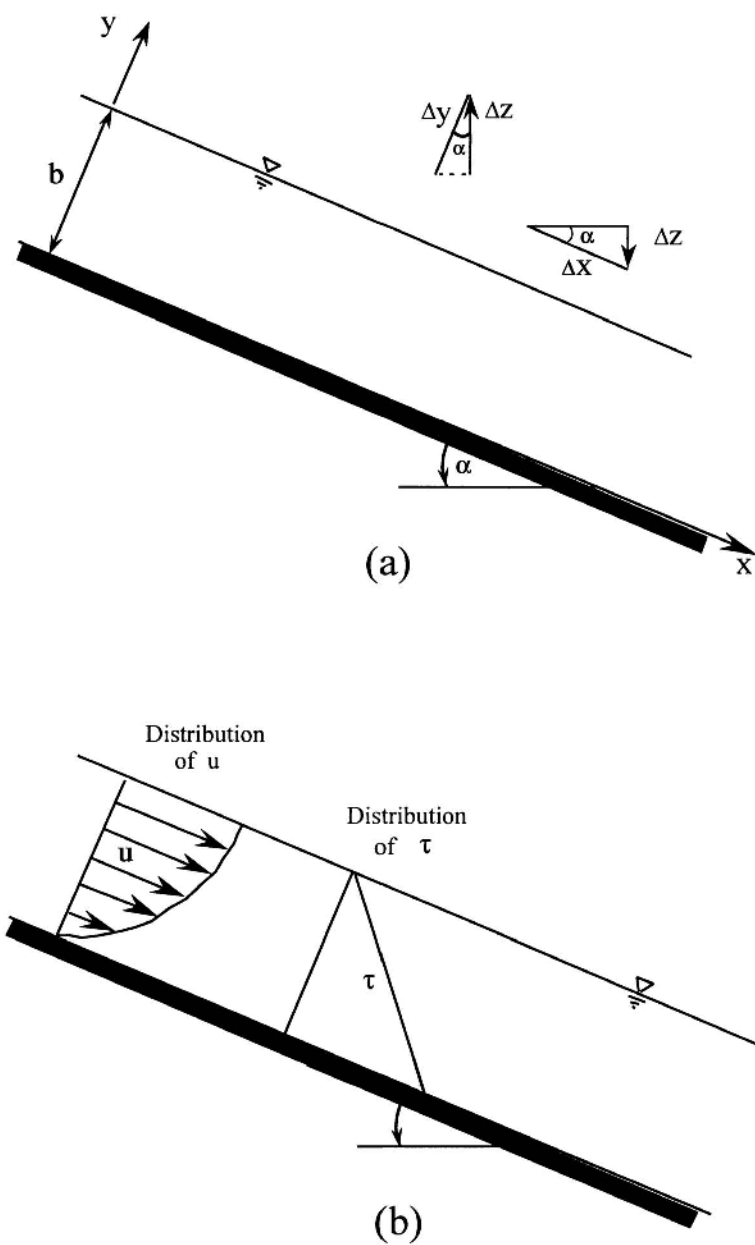 y
Δy
Δz
α
b
α
Δz
Δx
α
x
(a)
Distribution
of u
Distribution
of τ
u
τ
(b)